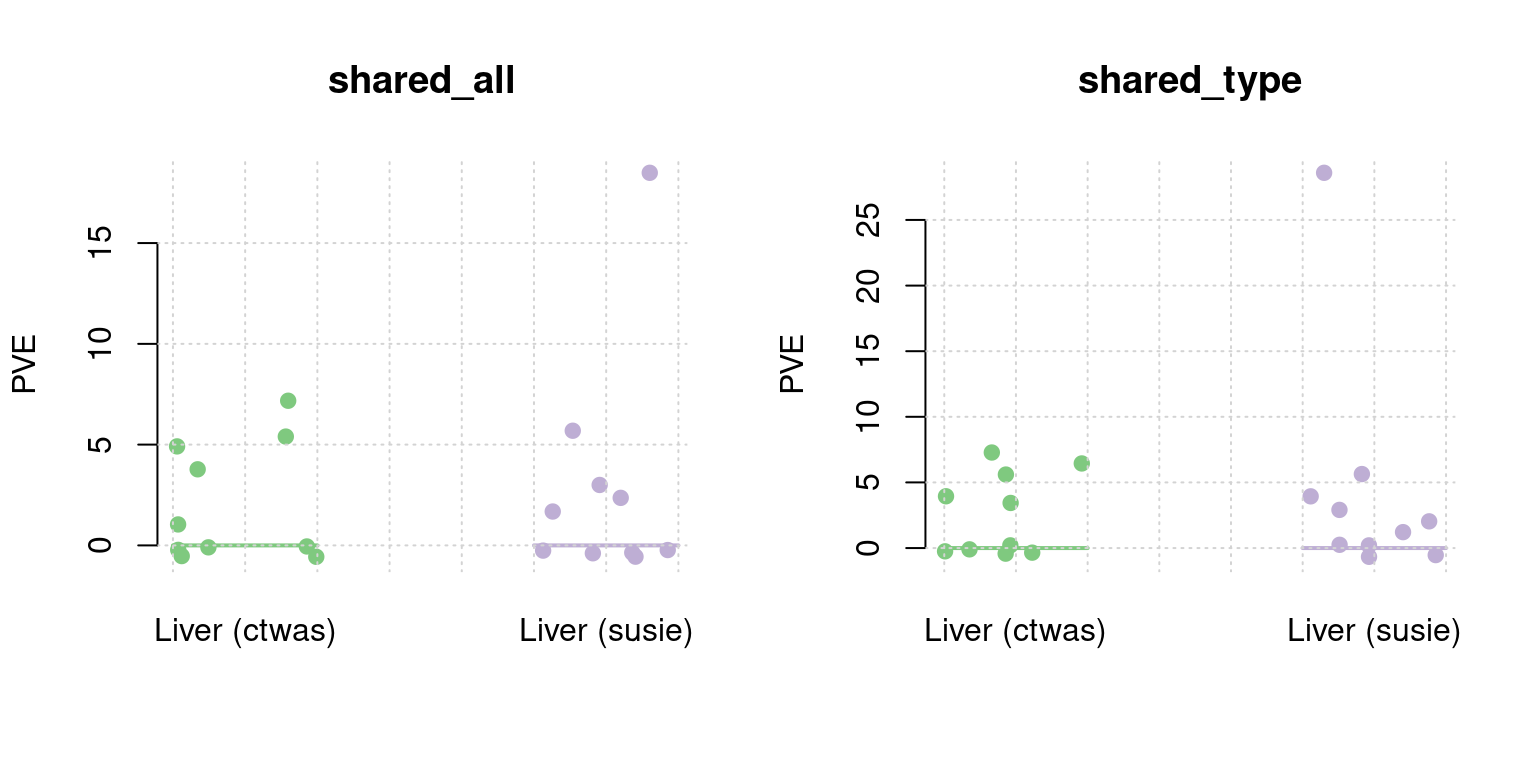 shared_all
PVE
15
10
5
0
Liver (ctwas)
Liver (susie)
shared_type
PVE
25
20
15
10
5
0
Liver (ctwas)
Liver (susie)